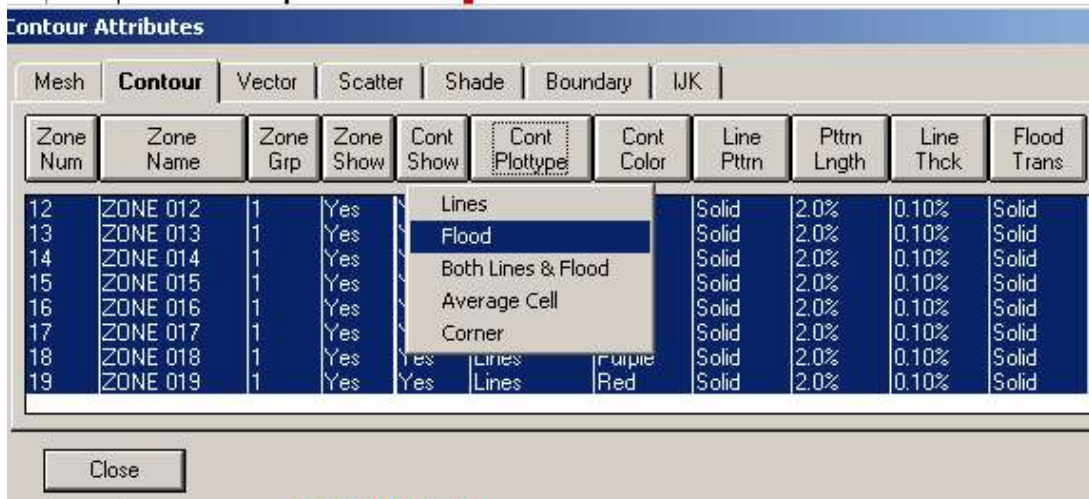 Contour Attributes
Mesh Contour Vector Scatter Shade Boundary IJK
Zone Num Zone Name Zone Grp Zone Show Cont Show Cont Plottype Cont Color Line Pttrn Pttrn Lngth Line Thck Flood Trans
Lines
Flood
Both Lines & Flood
Average Cell
Corner
12 ZONE 012 1 Yes Solid 2.0% 0.10% Solid
13 ZONE 013 1 Yes Solid 2.0% 0.10% Solid
14 ZONE 014 1 Yes Solid 2.0% 0.10% Solid
15 ZONE 015 1 Yes Solid 2.0% 0.10% Solid
16 ZONE 016 1 Yes Solid 2.0% 0.10% Solid
17 ZONE 017 1 Yes Solid 2.0% 0.10% Solid
18 ZONE 018 1 Yes Yes Lines Purple Solid 2.0% 0.10% Solid
19 ZONE 019 1 Yes Yes Lines Red Solid 2.0% 0.10% Solid
Close